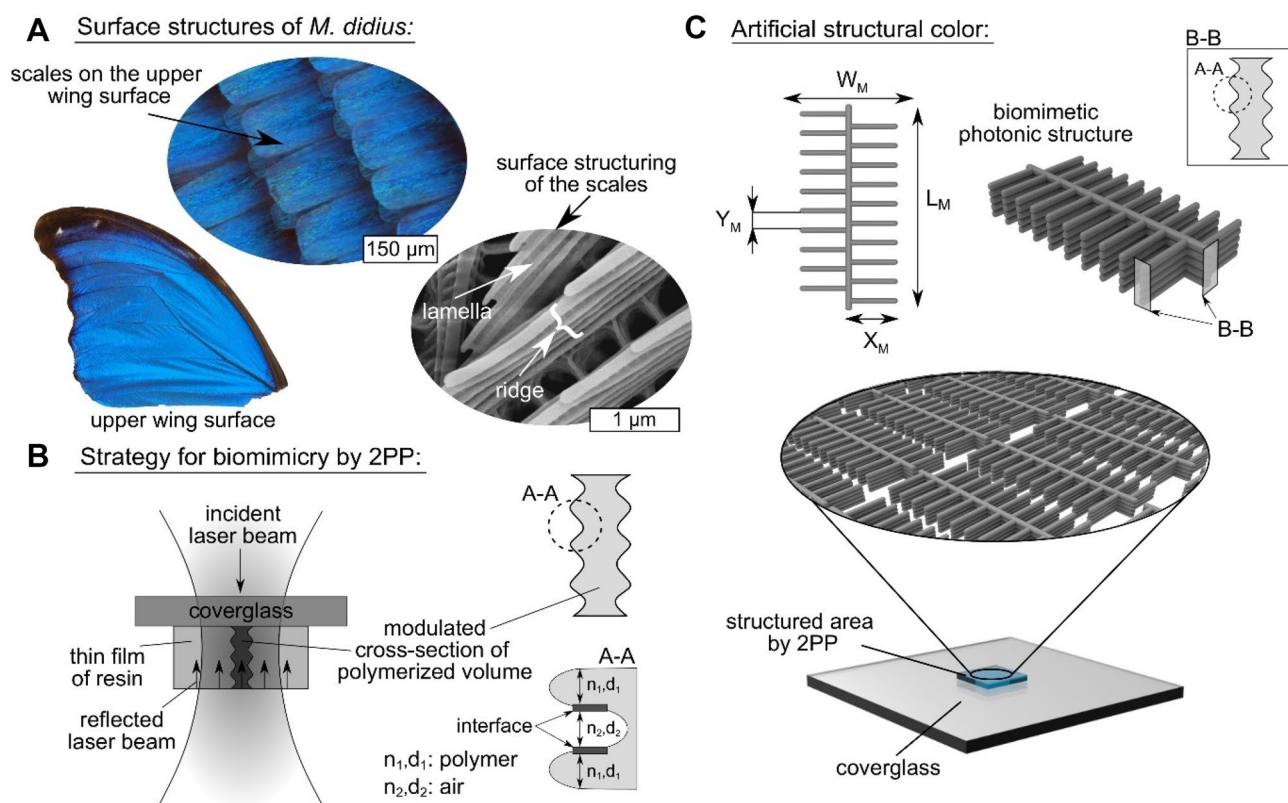 A Surface structures of M. didius:
scales on the upper
wing surface
150 µm
surface structuring
of the scales
lamella
ridge
1 µm
upper wing surface
B Strategy for biomimicry by 2PP:
incident
laser beam
coverglass
thin film
of resin
reflected
laser beam
A-A
modulated
cross-section of
polymerized volume
A-A
n1,d1
interface
n2,d2
n1,d1
n1,d1: polymer
n2,d2: air
C Artificial structural color:
B-B
A-A
WM
biomimetic
photonic structure
YM
LM
XM
B-B
structured area
by 2PP
coverglass